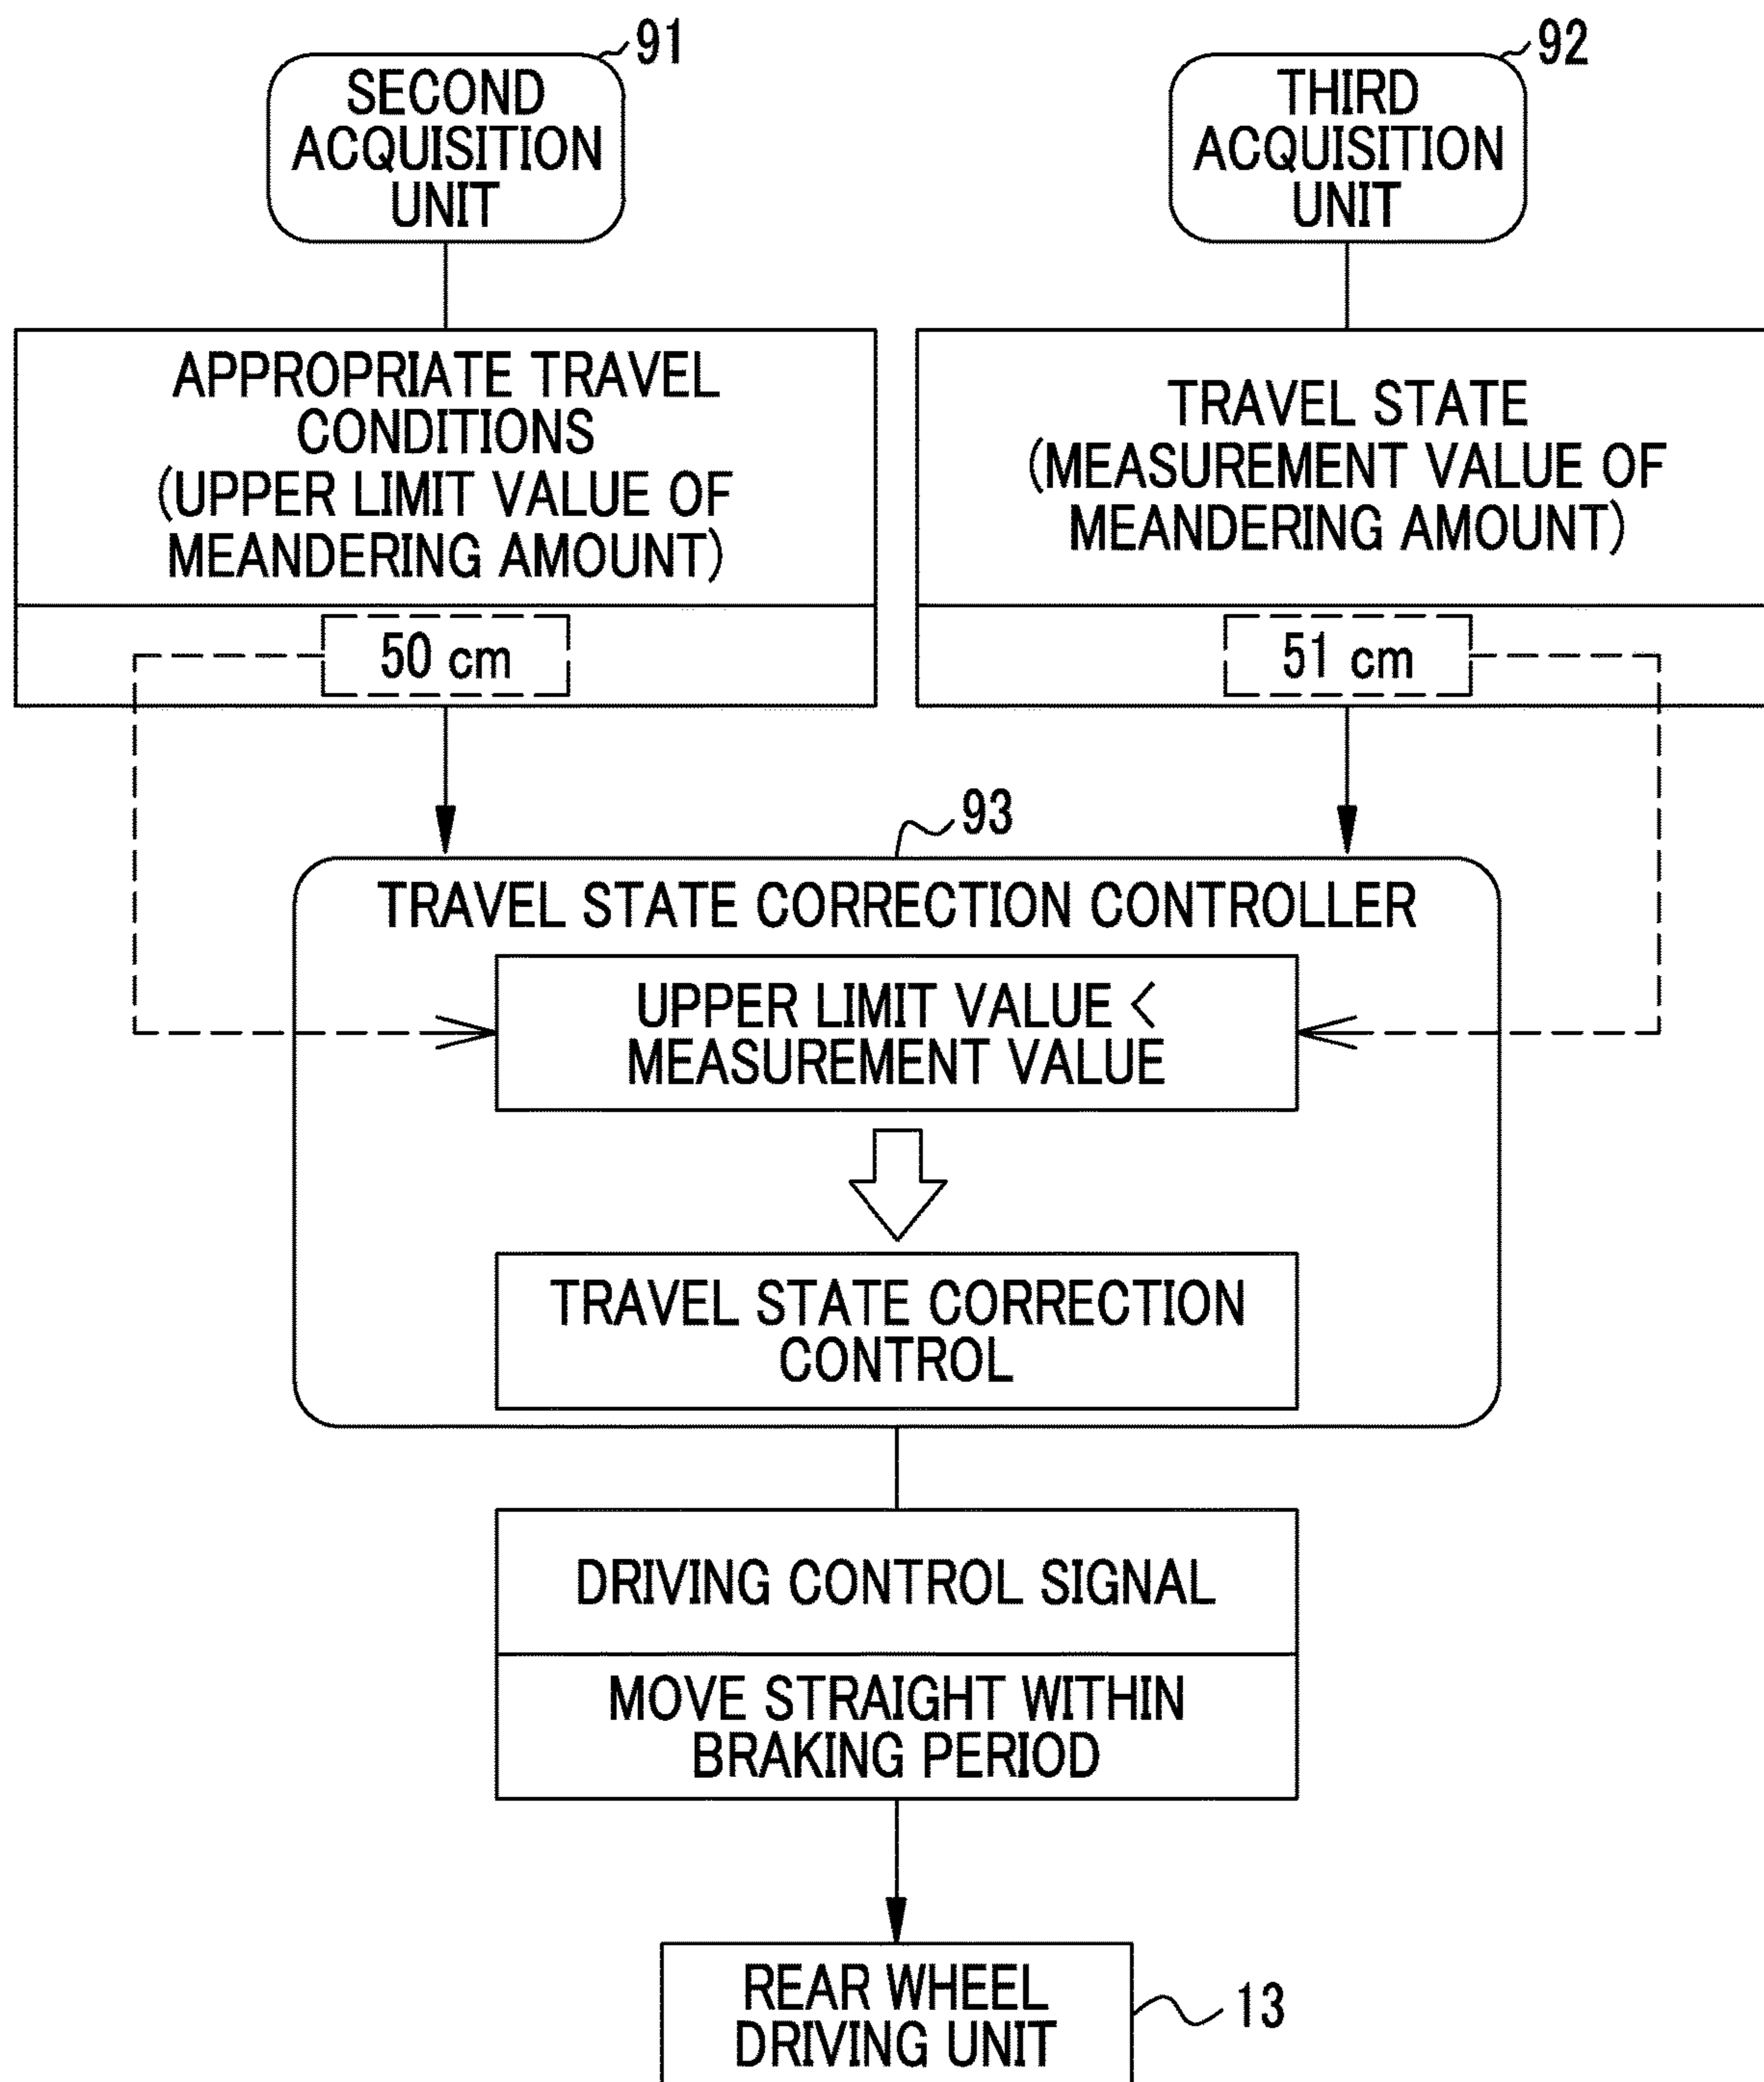 91
SECOND
ACQUISITION
UNIT
92
THIRD
ACQUISITION
UNIT
APPROPRIATE TRAVEL
CONDITIONS
(UPPER LIMIT VALUE OF
MEANDERING AMOUNT)
50 cm
TRAVEL STATE
(MEASUREMENT VALUE OF
MEANDERING AMOUNT)
51 cm
93
TRAVEL STATE CORRECTION CONTROLLER
UPPER LIMIT VALUE <
MEASUREMENT VALUE
TRAVEL STATE CORRECTION
CONTROL
DRIVING CONTROL SIGNAL
MOVE STRAIGHT WITHIN
BRAKING PERIOD
REAR WHEEL
DRIVING UNIT
13